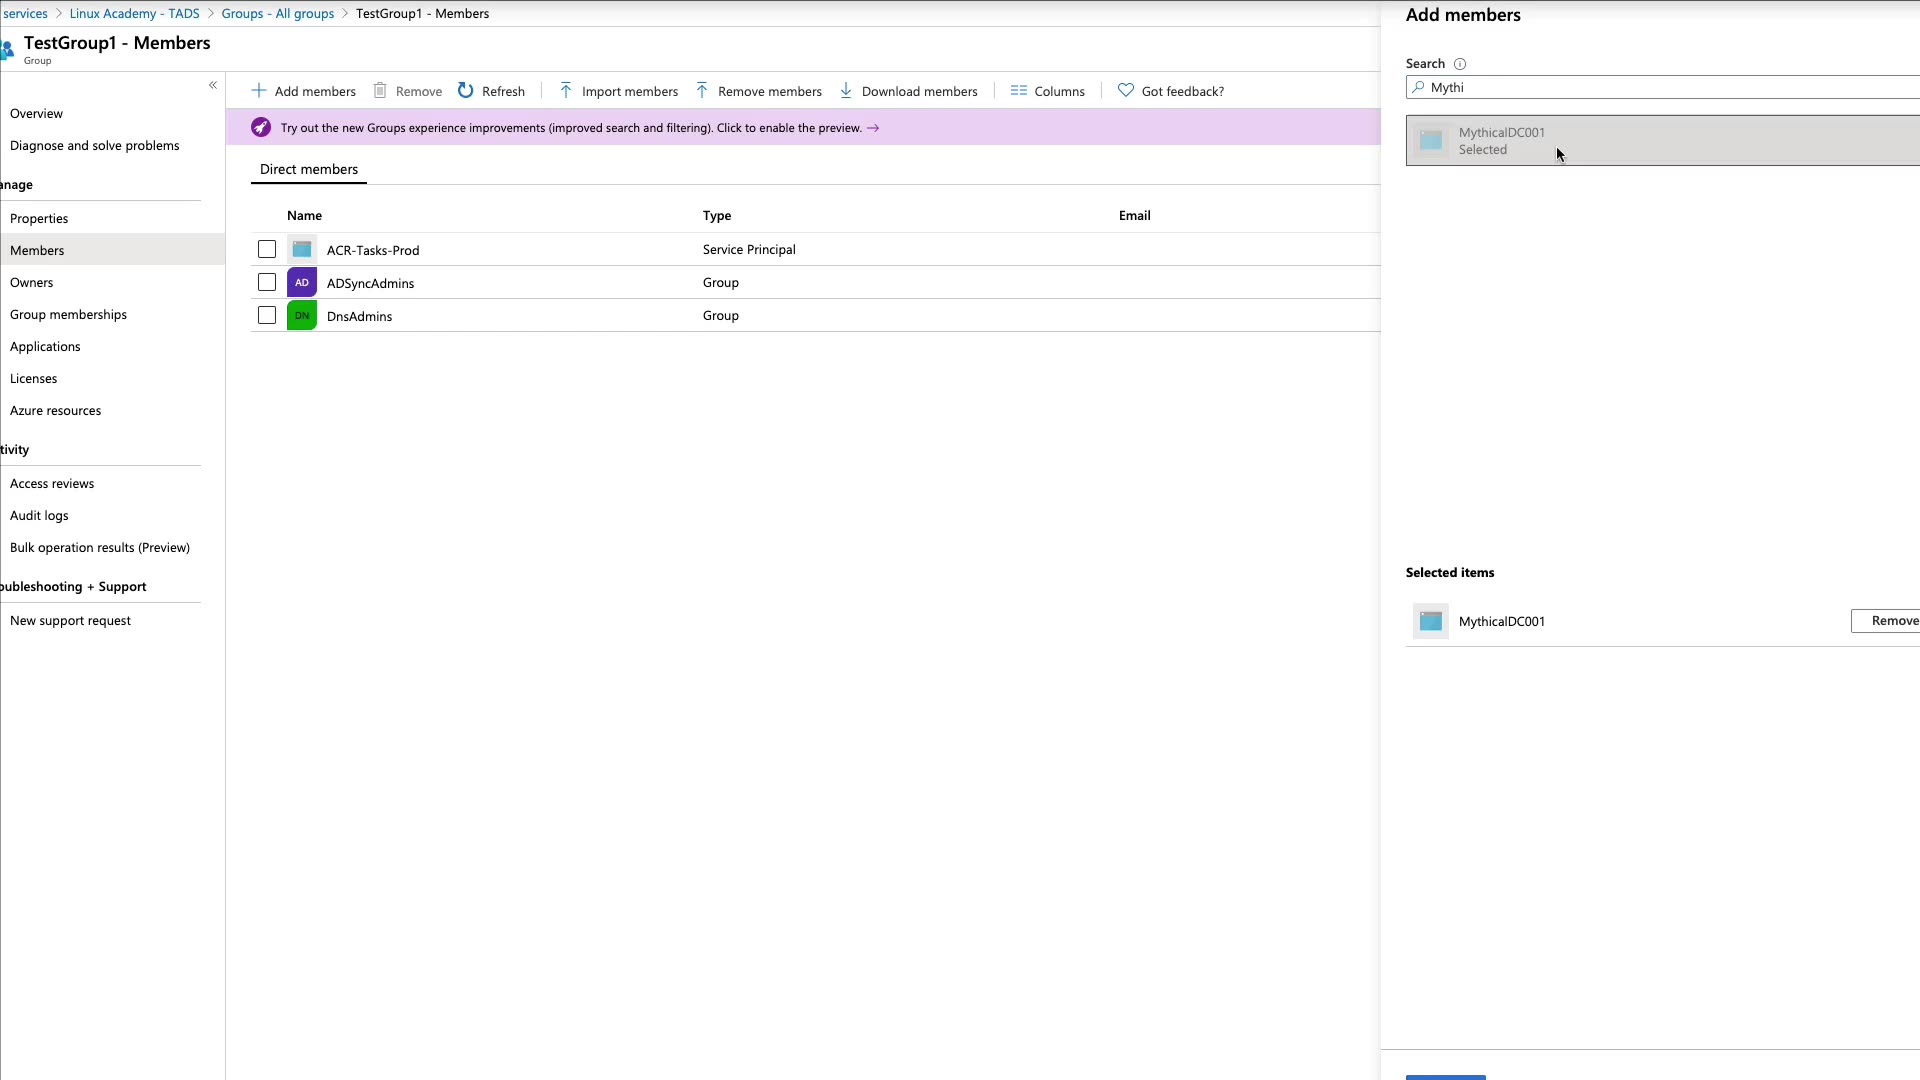 services > Linux Academy - TADS > Groups - All groups > TestGroup1 - Members
TestGroup1 - Members
Group
«
Overview
Diagnose and solve problems
anage
Properties
Members
Owners
Group memberships
Applications
Licenses
Azure resources
tivity
Access reviews
Audit logs
Bulk operation results (Preview)
oubleshooting + Support
New support request
Add members Remove Refresh Import members Remove members Download members Columns Got feedback?
Try out the new Groups experience improvements (improved search and filtering). Click to enable the preview. →
Direct members
Name Type Email
ACR-Tasks-Prod Service Principal
AD ADSyncAdmins Group
DN DnsAdmins Group
Add members
Search
Mythi
MythicalDC001
Selected
Selected items
MythicalDC001 Remove